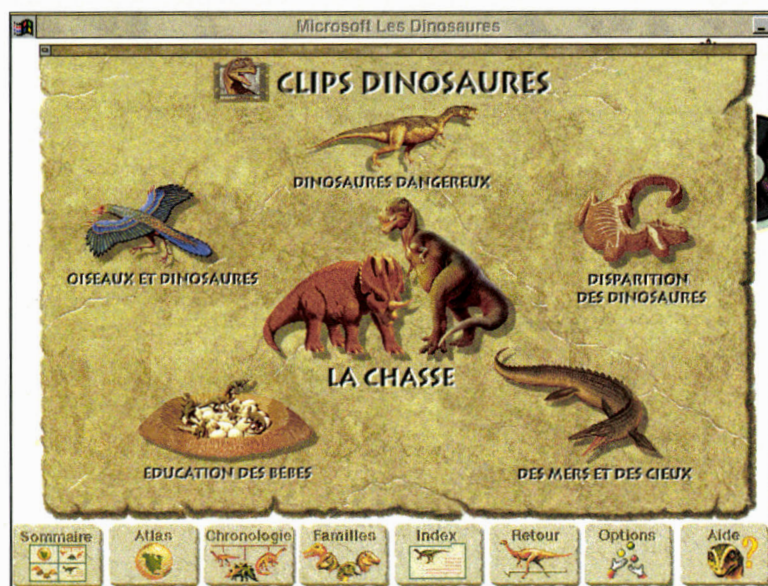 Microsoft Les Dinosaures
CLIPS DINOSAURES
DINOSAURES DANGEREUX
OISEAUX ET DINOSAURES
DISPARITION
DES DINOSAURES
LA CHASSE
EDUCATION DES BEBES
DES MERS ET DES CIEUX
Sommaire
Atlas
Chronologie
Familles
Index
Retour
Options
Aide